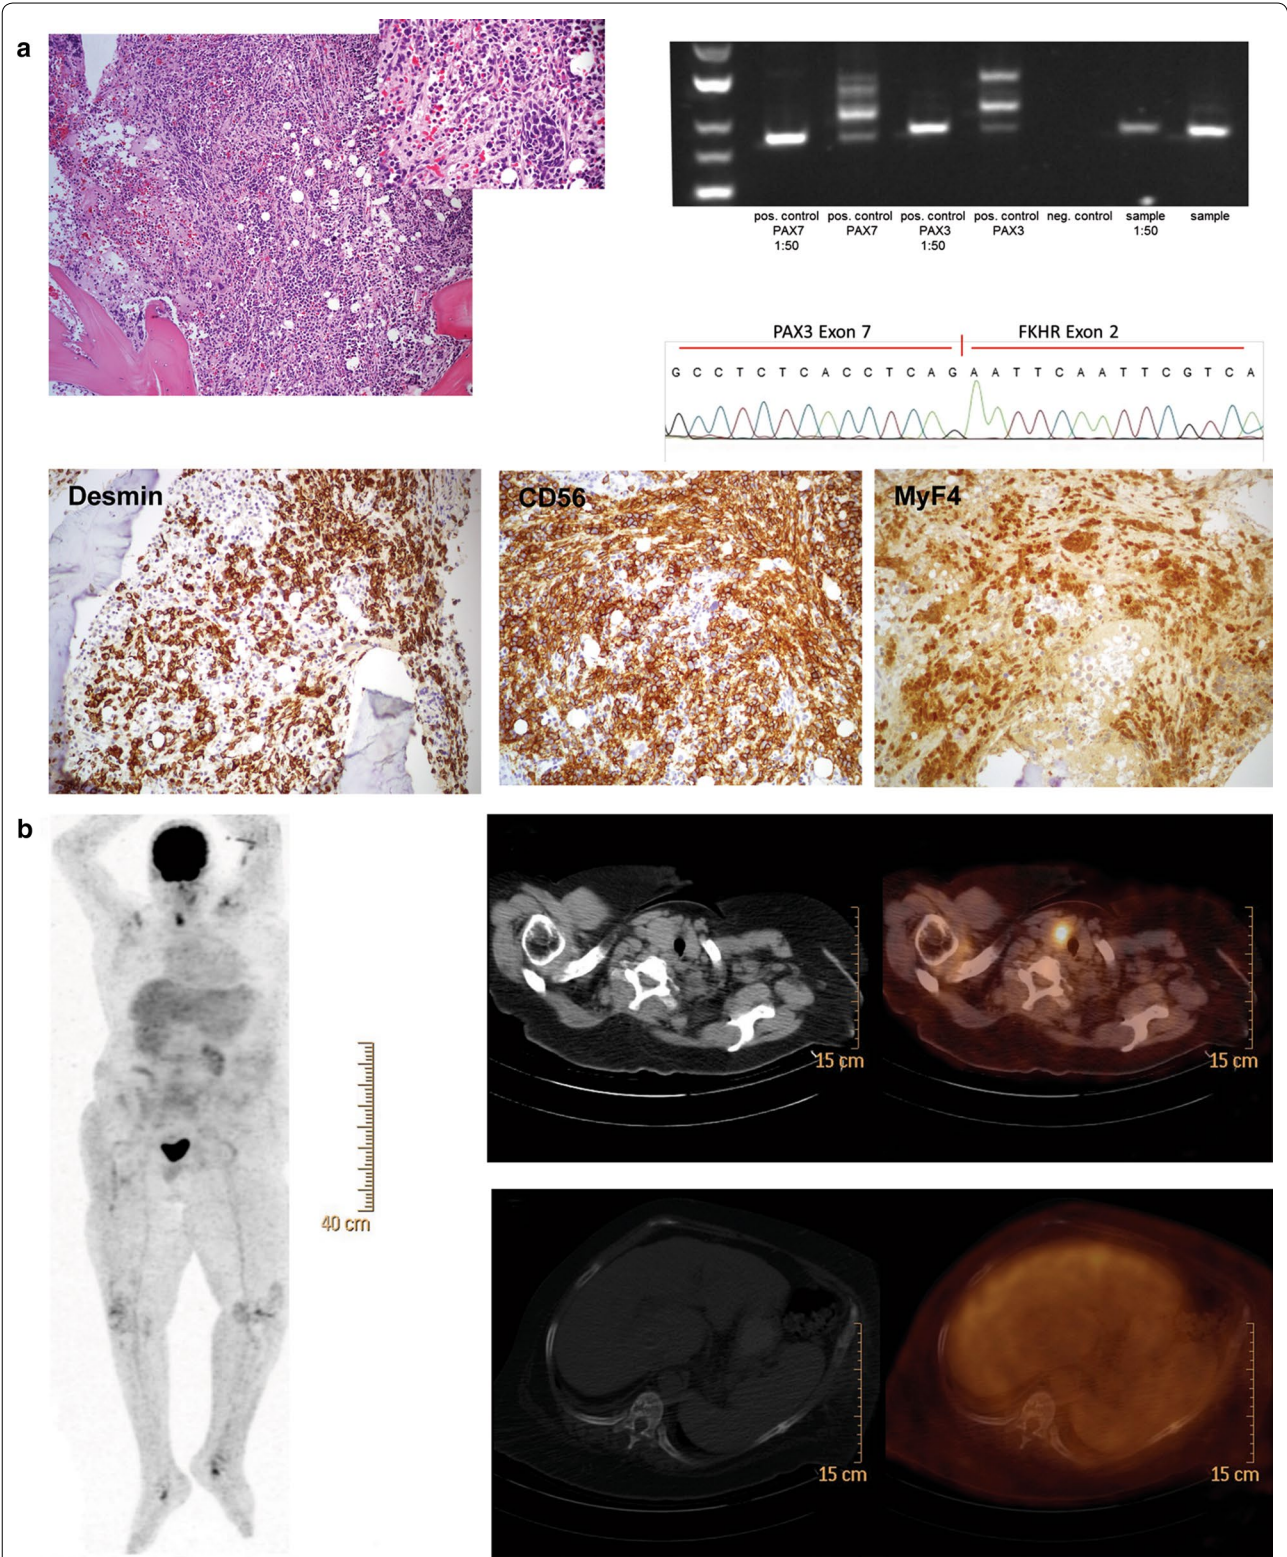 a
pos. control pos. control pos. control pos. control neg. control sample sample
PAX7 PAX7 PAX3 PAX3 1:50
1:50 1:50
PAX3 Exon 7 FKHR Exon 2
G C C T C T C A C C T C A G A A T T C A A T T C G T C A
Desmin CD56 MyF4
b
15 cm 15 cm
40 cm
15 cm 15 cm